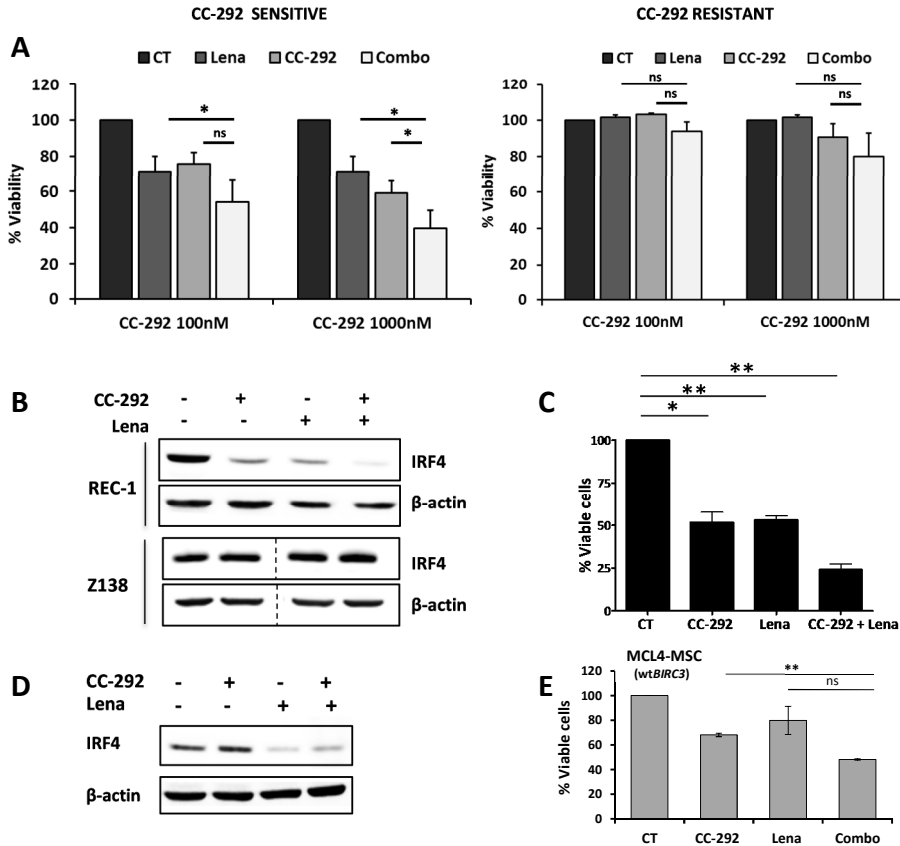 CC-292 SENSITIVE
CC-292 RESISTANT
A
CT Lena CC-292 Combo
* ns * *
% Viability
120
100
80
60
40
20
0
CC-292 100nM CC-292 1000nM
CT Lena CC-292 Combo
ns ns ns ns
% Viability
120
100
80
60
40
20
0
CC-292 100nM CC-292 1000nM
B
CC-292 - + - +
Lena - - + +
REC-1
IRF4
β-actin
Z138
IRF4
β-actin
C
**
**
*
% Viable cells
100
75
50
25
0
CT CC-292 Lena CC-292 + Lena
D
CC-292 - + - +
Lena - - + +
IRF4
β-actin
E
MCL4-MSC
(wtBIRC3)
**
ns
% Viable cells
100
80
60
40
20
0
CT CC-292 Lena Combo